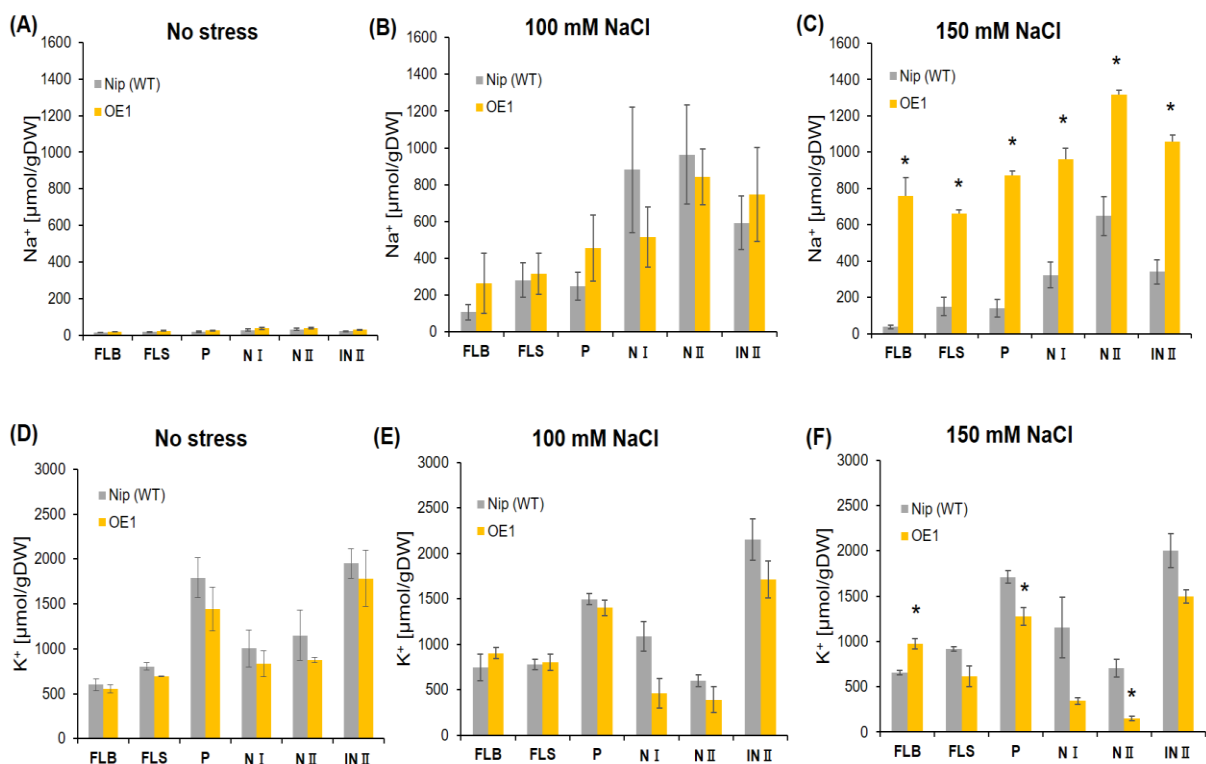 (A)
No stress
1600
1400
1200
1000
800
600
400
200
0
Na⁺ [µmol/gDW]
Nip (WT)
OE1
FLB FLS P N Ⅰ N Ⅱ IN Ⅱ
(B)
100 mM NaCl
1600
1400
1200
1000
800
600
400
200
0
Na⁺ [µmol/gDW]
Nip (WT)
OE1
FLB FLS P N Ⅰ N Ⅱ IN Ⅱ
(C)
150 mM NaCl
1600
1400
1200
1000
800
600
400
200
0
Na⁺ [µmol/gDW]
Nip (WT)
OE1
* * * * * *
FLB FLS P N Ⅰ N Ⅱ IN Ⅱ
(D)
No stress
3000
2500
2000
1500
1000
500
0
K⁺ [µmol/gDW]
Nip (WT)
OE1
FLB FLS P N Ⅰ N Ⅱ IN Ⅱ
(E)
100 mM NaCl
3000
2500
2000
1500
1000
500
0
K⁺ [µmol/gDW]
Nip (WT)
OE1
FLB FLS P N Ⅰ N Ⅱ IN Ⅱ
(F)
150 mM NaCl
3000
2500
2000
1500
1000
500
0
K⁺ [µmol/gDW]
Nip (WT)
OE1
* * *
FLB FLS P N Ⅰ N Ⅱ IN Ⅱ